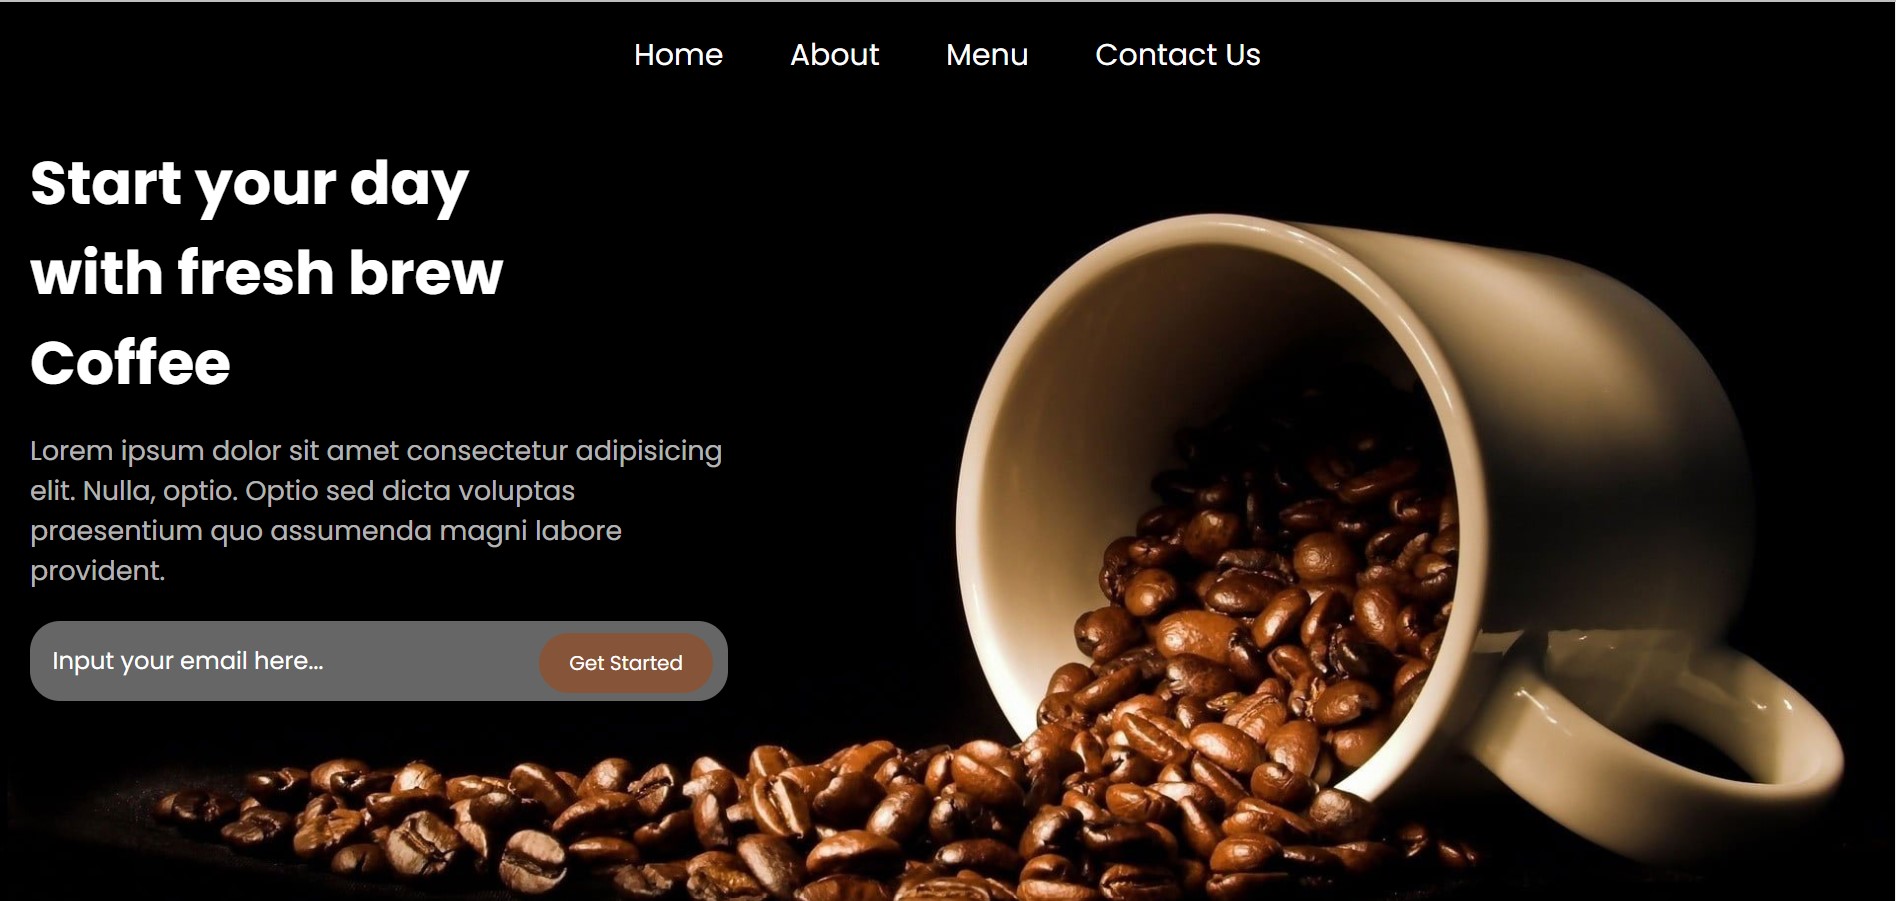 Home About Menu Contact Us
Start your day
with fresh brew
Coffee
Lorem ipsum dolor sit amet consectetur adipisicing
elit. Nulla, optio. Optio sed dicta voluptas
praesentium quo assumenda magni labore
provident.
Input your email here... Get Started